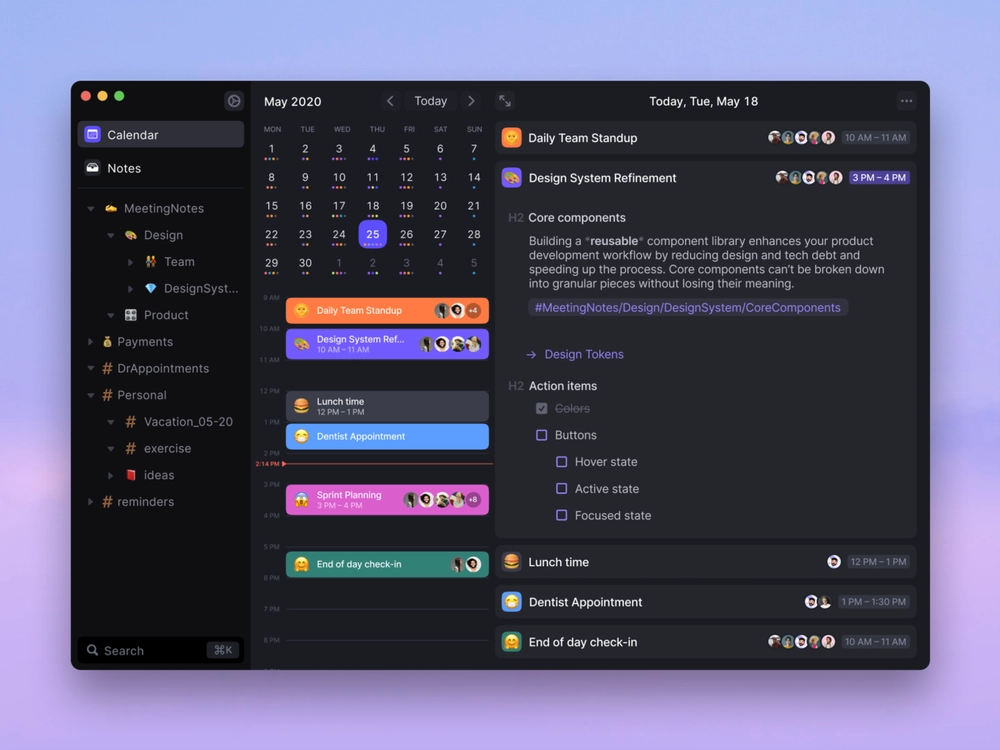 Calendar
Notes
MeetingNotes
Design
Team
DesignSyst...
Product
Payments
# DrAppointments
# Personal
# Vacation_05-20
# exercise
ideas
# reminders
Search
⌘K
May 2020
Today
MON TUE WED THU FRI SAT SUN
1 2 3 4 5 6 7
8 9 10 11 12 13 14
15 16 17 18 19 20 21
22 23 24 25 26 27 28
29 30 1 2 3 4 5
9 AM
Daily Team Standup
+4
10 AM
Design System Ref...
10 AM – 11 AM
11 AM
12 PM
Lunch time
12 PM – 1 PM
1 PM
Dentist Appointment
2 PM
2:14 PM
3 PM
Sprint Planning
3 PM – 4 PM
+8
4 PM
5 PM
End of day check-in
6 PM
7 PM
8 PM
Today, Tue, May 18
Daily Team Standup
10 AM – 11 AM
Design System Refinement
3 PM – 4 PM
H2 Core components
Building a *reusable* component library enhances your product
development workflow by reducing design and tech debt and
speeding up the process. Core components can't be broken down
into granular pieces without losing their meaning.
#MeetingNotes/Design/DesignSystem/CoreComponents
→ Design Tokens
H2 Action items
Colors
Buttons
Hover state
Active state
Focused state
Lunch time
12 PM – 1 PM
Dentist Appointment
1 PM – 1:30 PM
End of day check-in
10 AM – 11 AM